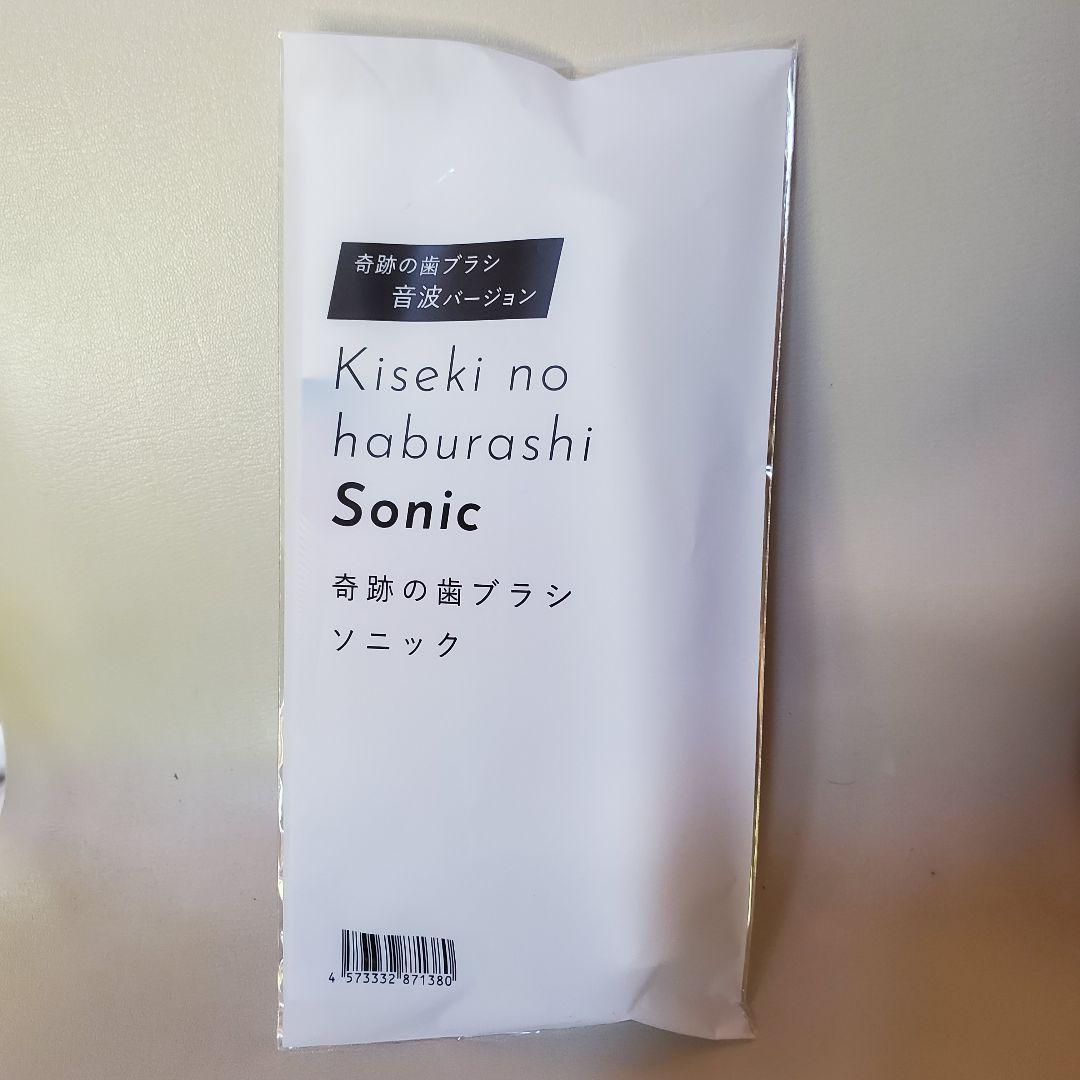 奇跡の歯ブラシ
音波バージョン
Kiseki no
haburashi
Sonic
奇跡の歯ブラシ
ソニック
4 573332 871380